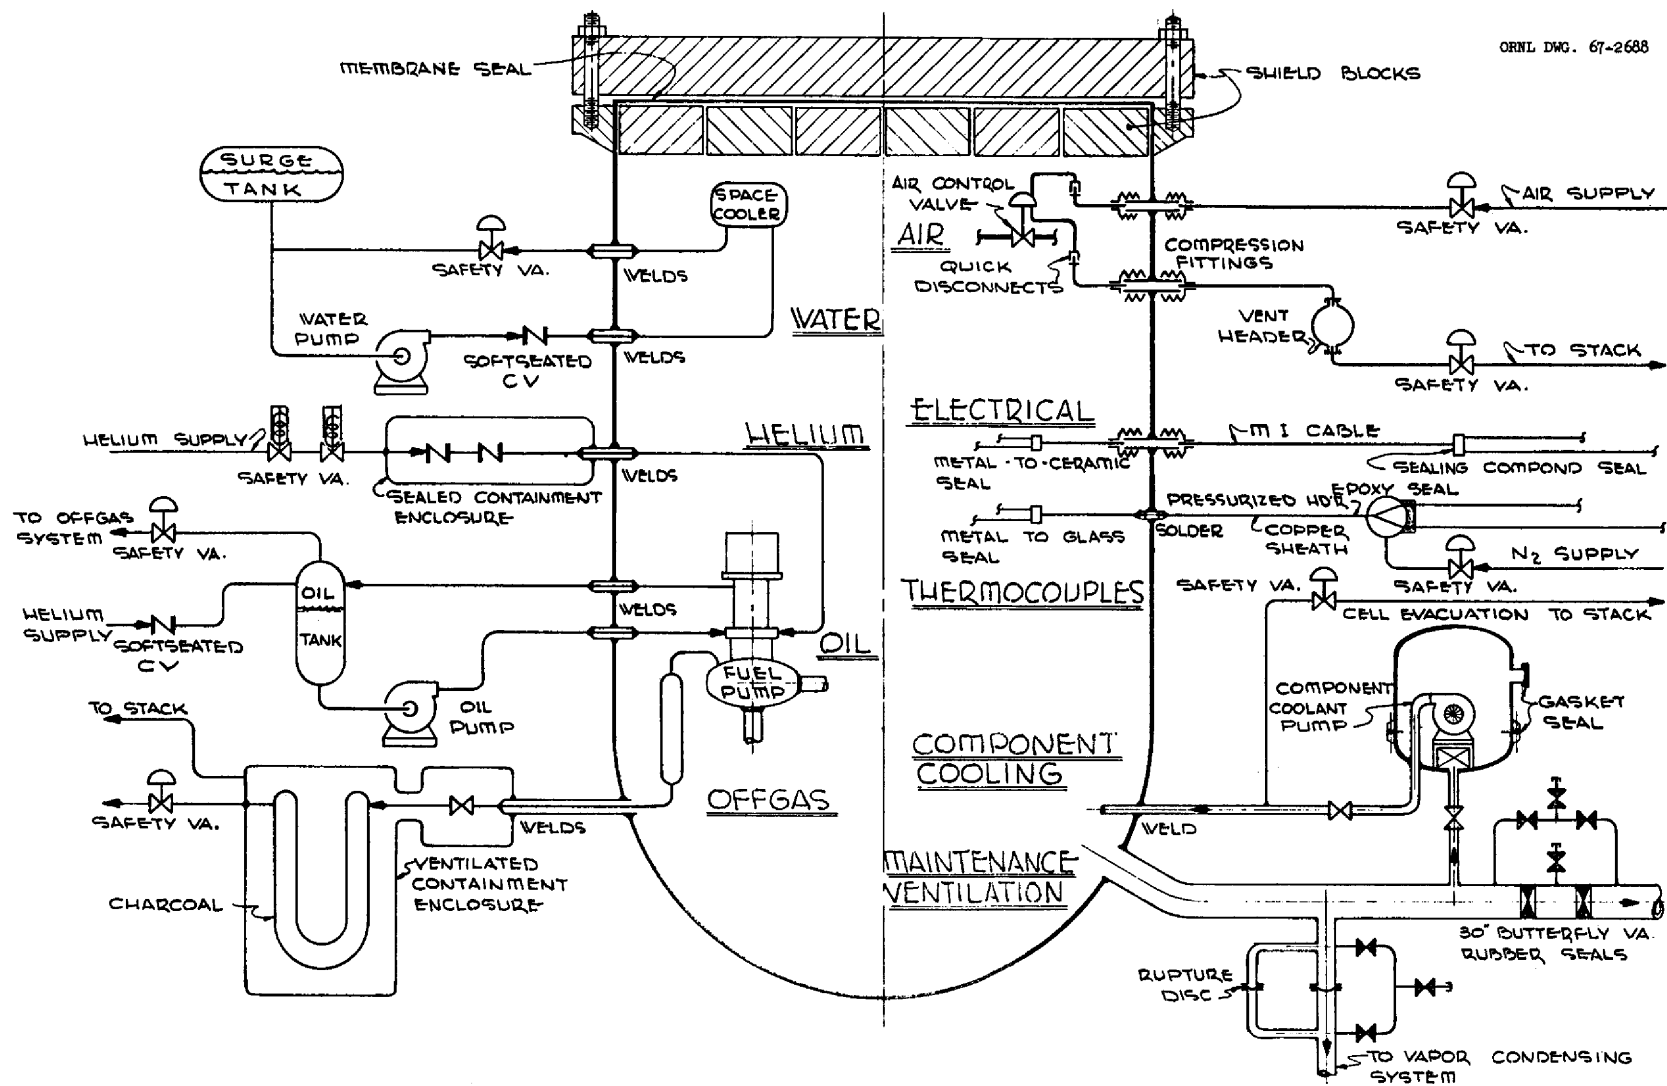 ORNL DWG. 67-2688
MEMBRANE SEAL
SHIELD BLOCKS
SURGE
TANK
SPACE
COOLER
SAFETY VA.
WELDS
WATER
PUMP
SOFTSEATED
CV
WELDS
WATER
HELIUM SUPPLY
SAFETY VA.
SEALED CONTAINMENT
ENCLOSURE
WELDS
HELIUM
TO OFFGAS
SYSTEM
SAFETY VA.
OIL
TANK
HELIUM
SUPPLY
SOFTSEATED
CV
WELDS
OIL
PUMP
FUEL
PUMP
OIL
TO STACK
SAFETY VA.
WELDS
OFFGAS
CHARCOAL
VENTILATED
CONTAINMENT
ENCLOSURE
AIR CONTROL
VALVE
AIR
QUICK
DISCONNECTS
COMPRESSION
FITTINGS
AIR SUPPLY
SAFETY VA.
VENT
HEADER
TO STACK
SAFETY VA.
ELECTRICAL
METAL-TO-CERAMIC
SEAL
M I CABLE
SEALING COMPOND SEAL
METAL TO GLASS
SEAL
SOLDER
PRESSURIZED HD'R
EPOXY SEAL
COPPER
SHEATH
N2 SUPPLY
SAFETY VA.
THERMOCOUPLES
SAFETY VA.
CELL EVACUATION TO STACK
COMPONENT
COOLANT
PUMP
GASKET
SEAL
COMPONENT
COOLING
WELD
MAINTENANCE
VENTILATION
30" BUTTERFLY VA.
RUBBER SEALS
RUPTURE
DISC
TO VAPOR CONDENSING
SYSTEM